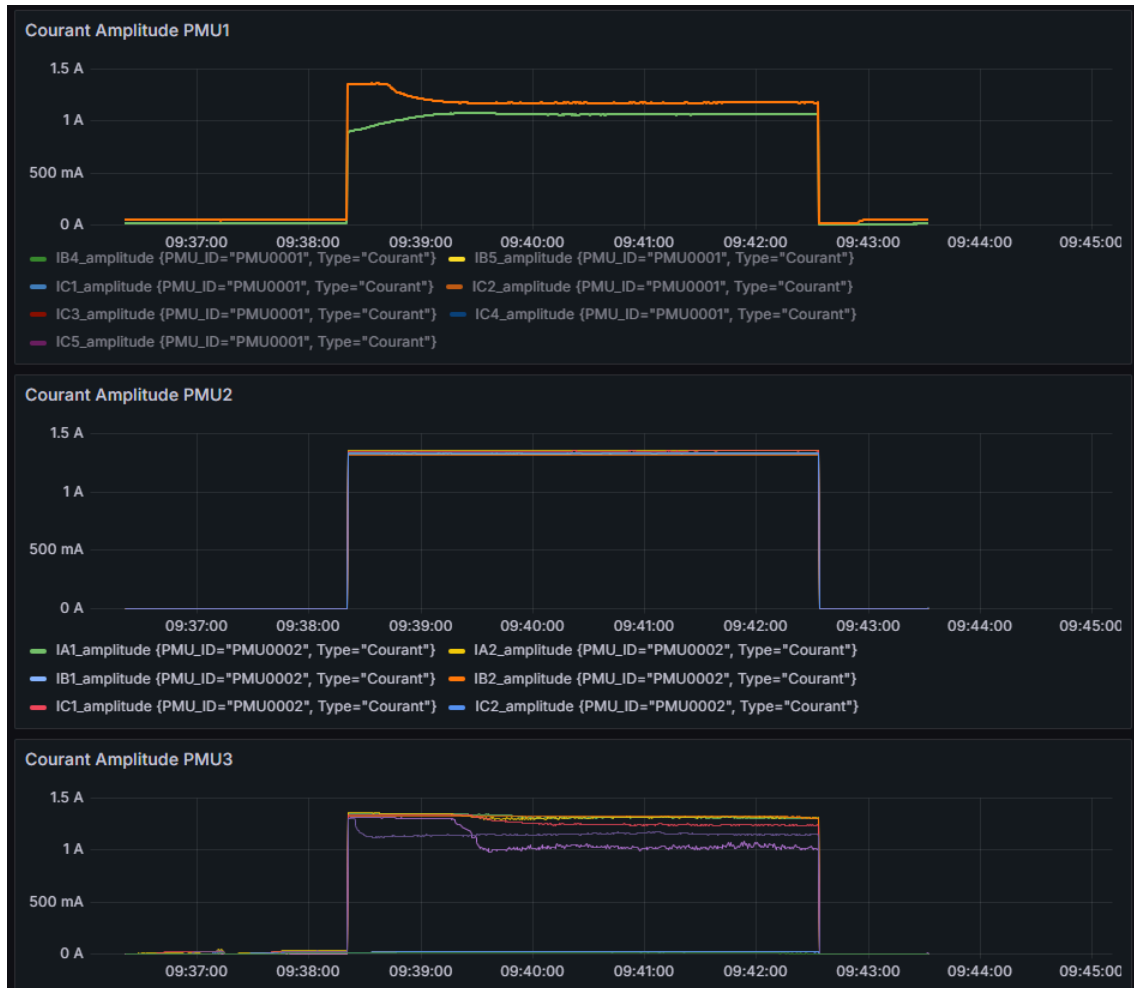 Courant Amplitude PMU1
1.5 A
1 A
500 mA
0 A
09:37:00 09:38:00 09:39:00 09:40:00 09:41:00 09:42:00 09:43:00 09:44:00 09:45:00
IB4_amplitude {PMU_ID="PMU0001", Type="Courant"} IB5_amplitude {PMU_ID="PMU0001", Type="Courant"}
IC1_amplitude {PMU_ID="PMU0001", Type="Courant"} IC2_amplitude {PMU_ID="PMU0001", Type="Courant"}
IC3_amplitude {PMU_ID="PMU0001", Type="Courant"} IC4_amplitude {PMU_ID="PMU0001", Type="Courant"}
IC5_amplitude {PMU_ID="PMU0001", Type="Courant"}
Courant Amplitude PMU2
1.5 A
1 A
500 mA
0 A
09:37:00 09:38:00 09:39:00 09:40:00 09:41:00 09:42:00 09:43:00 09:44:00 09:45:00
IA1_amplitude {PMU_ID="PMU0002", Type="Courant"} IA2_amplitude {PMU_ID="PMU0002", Type="Courant"}
IB1_amplitude {PMU_ID="PMU0002", Type="Courant"} IB2_amplitude {PMU_ID="PMU0002", Type="Courant"}
IC1_amplitude {PMU_ID="PMU0002", Type="Courant"} IC2_amplitude {PMU_ID="PMU0002", Type="Courant"}
Courant Amplitude PMU3
1.5 A
1 A
500 mA
0 A
09:37:00 09:38:00 09:39:00 09:40:00 09:41:00 09:42:00 09:43:00 09:44:00 09:45:00